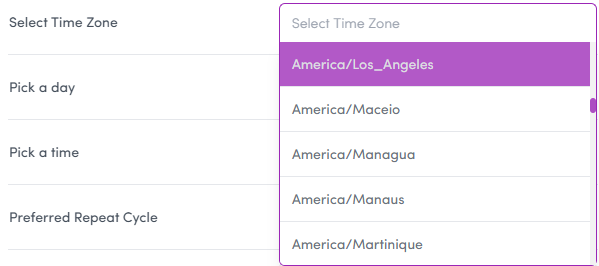 Select Time Zone
Select Time Zone
America/Los_Angeles
Pick a day
America/Maceio
Pick a time
America/Managua
America/Manaus
Preferred Repeat Cycle
America/Martinique